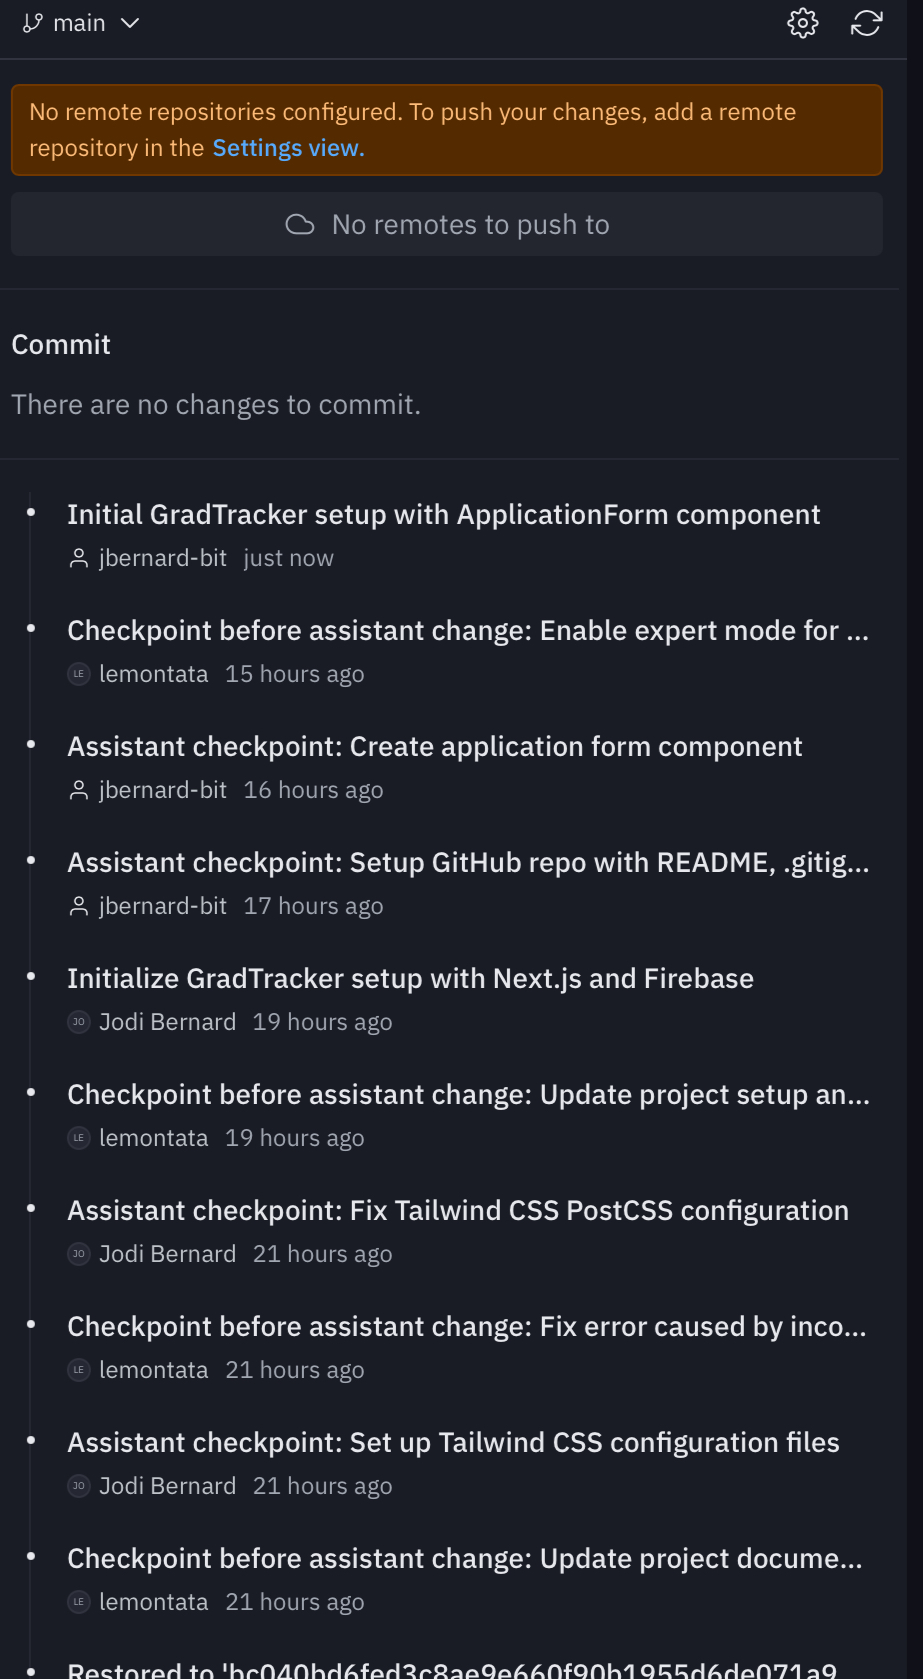 main
No remote repositories configured. To push your changes, add a remote
repository in the Settings view.
No remotes to push to
Commit
There are no changes to commit.
Initial GradTracker setup with ApplicationForm component
jbernard-bit just now
Checkpoint before assistant change: Enable expert mode for ...
LE lemontata 15 hours ago
Assistant checkpoint: Create application form component
jbernard-bit 16 hours ago
Assistant checkpoint: Setup GitHub repo with README, .gitig...
jbernard-bit 17 hours ago
Initialize GradTracker setup with Next.js and Firebase
JO Jodi Bernard 19 hours ago
Checkpoint before assistant change: Update project setup an...
LE lemontata 19 hours ago
Assistant checkpoint: Fix Tailwind CSS PostCSS configuration
JO Jodi Bernard 21 hours ago
Checkpoint before assistant change: Fix error caused by inco...
LE lemontata 21 hours ago
Assistant checkpoint: Set up Tailwind CSS configuration files
JO Jodi Bernard 21 hours ago
Checkpoint before assistant change: Update project docume...
LE lemontata 21 hours ago
Restored to 'bc040bd6fed3c8ae9e660f90b1955d6de071a9